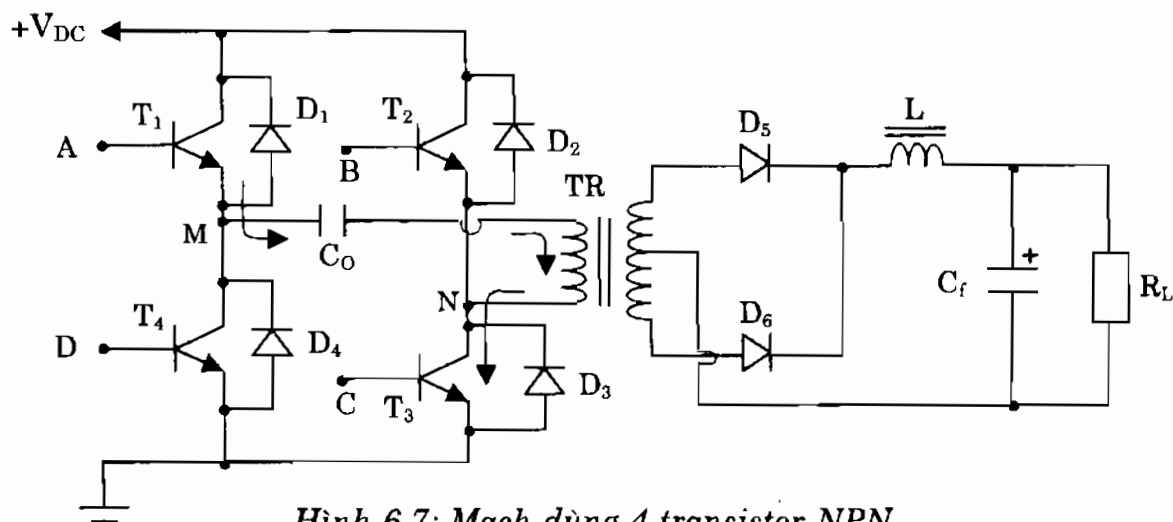 +V_DC
T₁
D₁
T₂
D₂
A
B
M
C_O
TR
D₅
L
N
T₄
D₄
D
C
T₃
D₃
D₆
C_f
+
R_L
Hình 6.7: Mạch dùng 4 transistor NPN